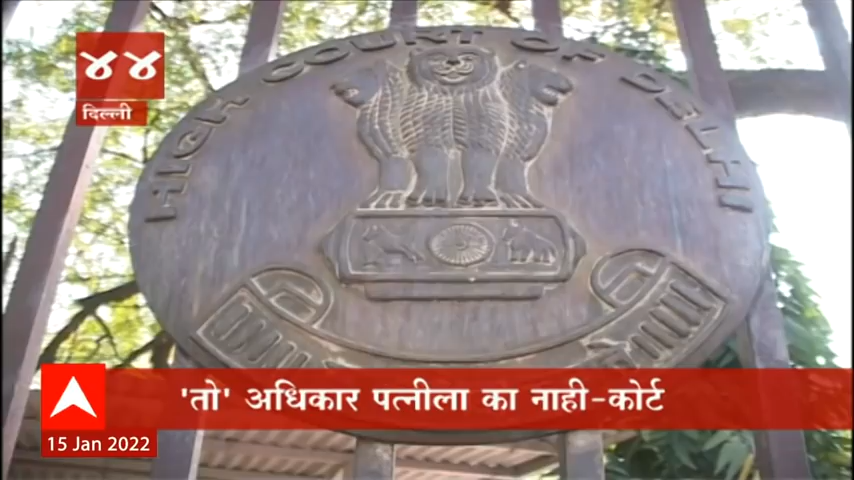 HIGH COURT OF DELHI
४४
दिल्ली
'तो' अधिकार पत्नीला का नाही-कोर्ट
15 Jan 2022